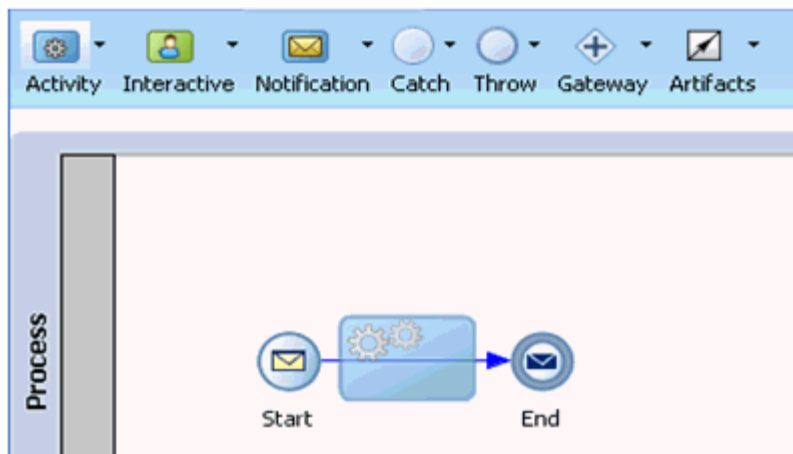 Activity Interactive Notification Catch Throw Gateway Artifacts
Process
Start End